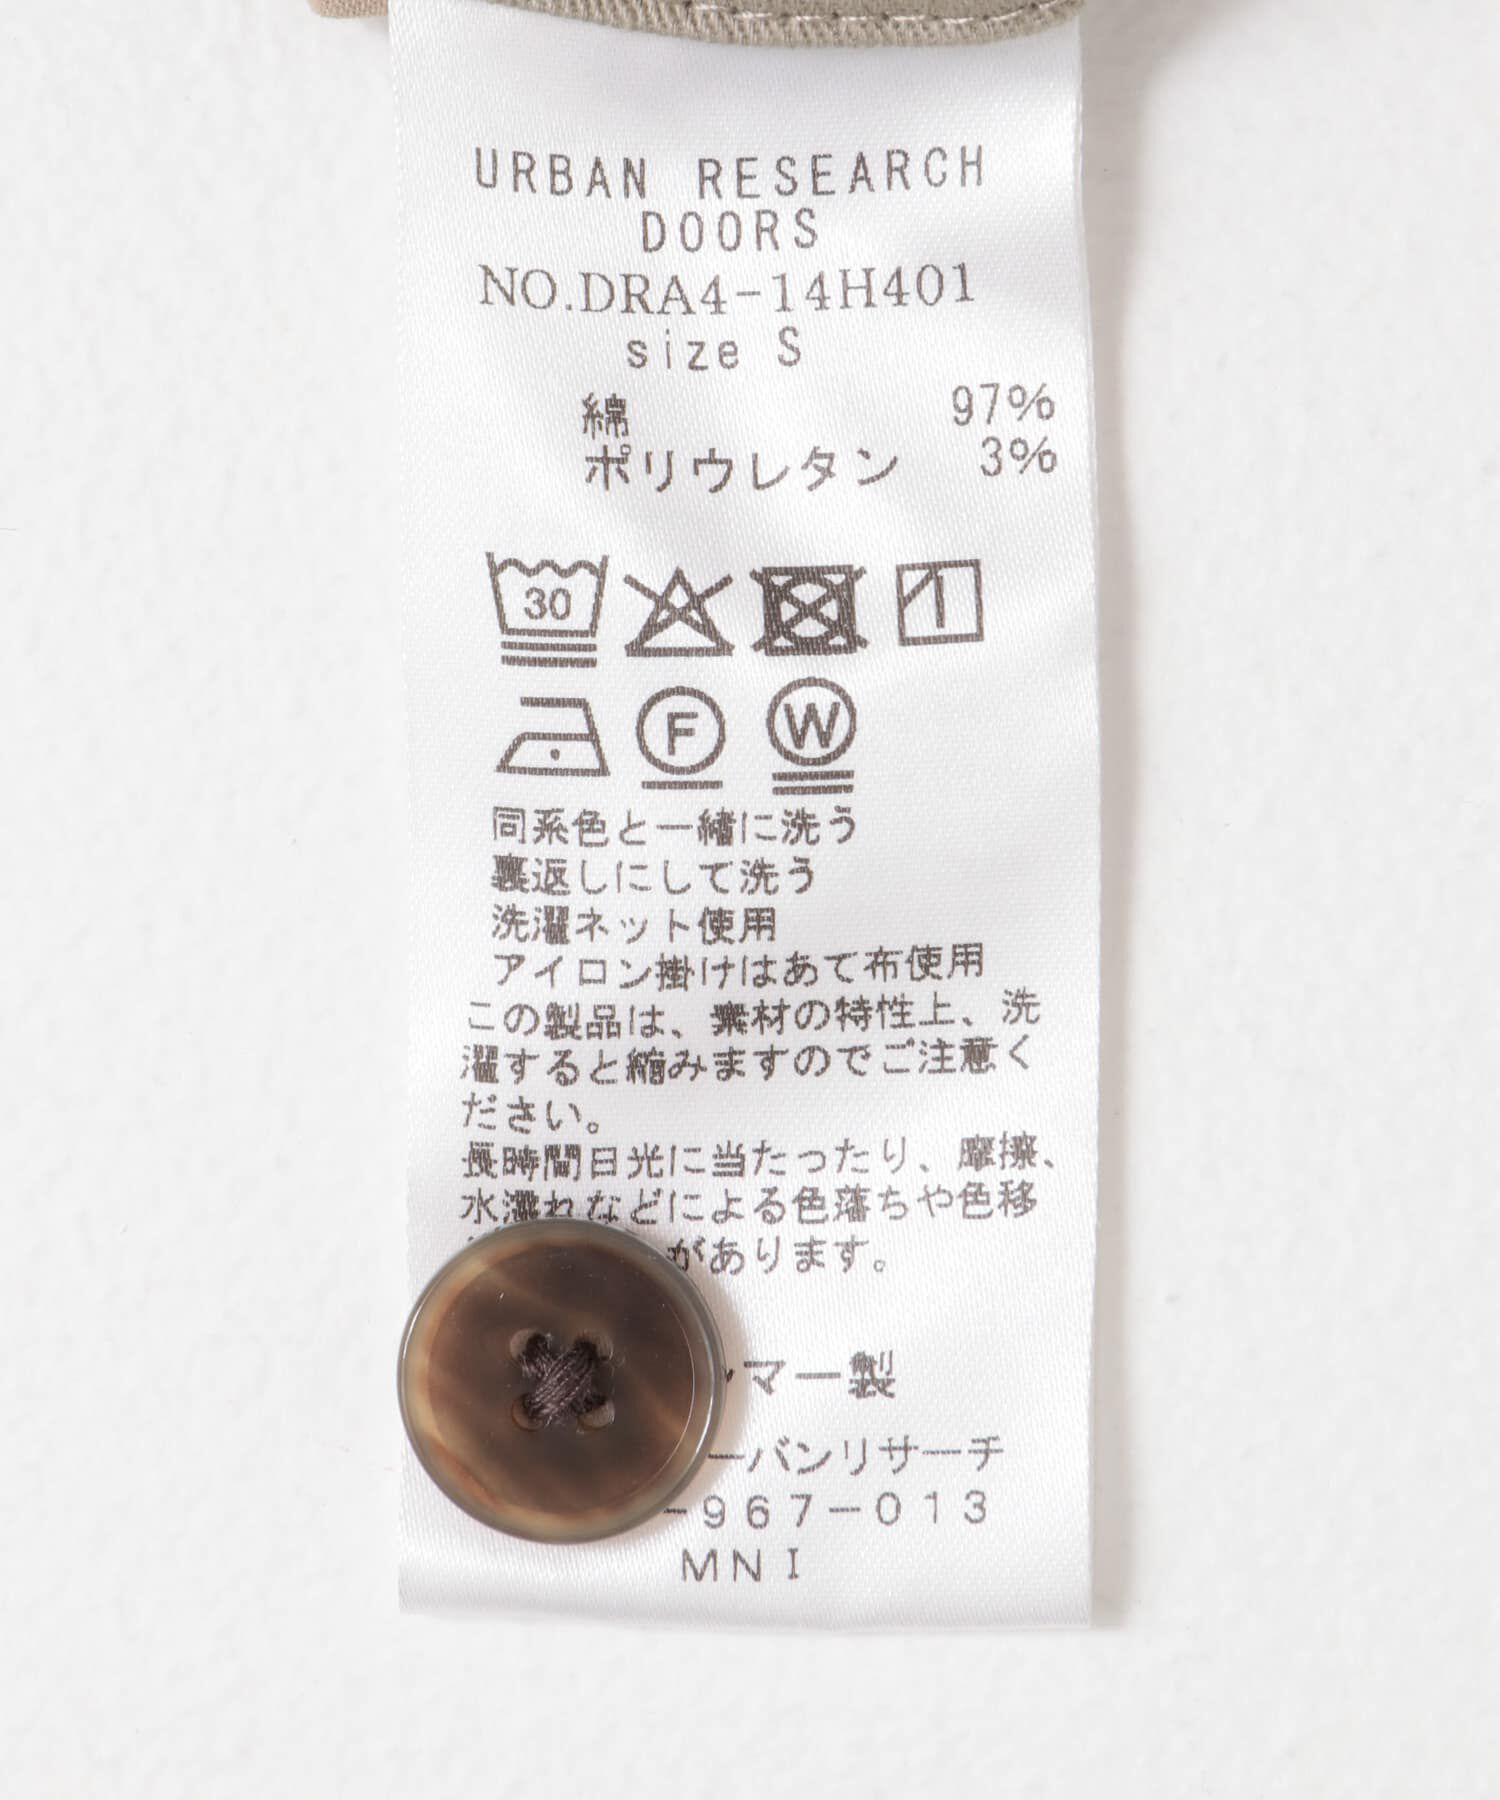 URBAN RESEARCH
DOORS
NO.DRA4-14H401
size S
綿 97%
ポリウレタン 3%
30
F
W
同系色と一緒に洗う
裏返しにして洗う
洗濯ネット使用
アイロン掛けはあて布使用
この製品は、素材の特性上、洗
濯すると縮みますのでご注意く
ださい。
長時間日光に当たったり、摩擦、
水濡れなどによる色落ちや色移
があります。
マー製
ーバンリサーチ
-967-013
MNI